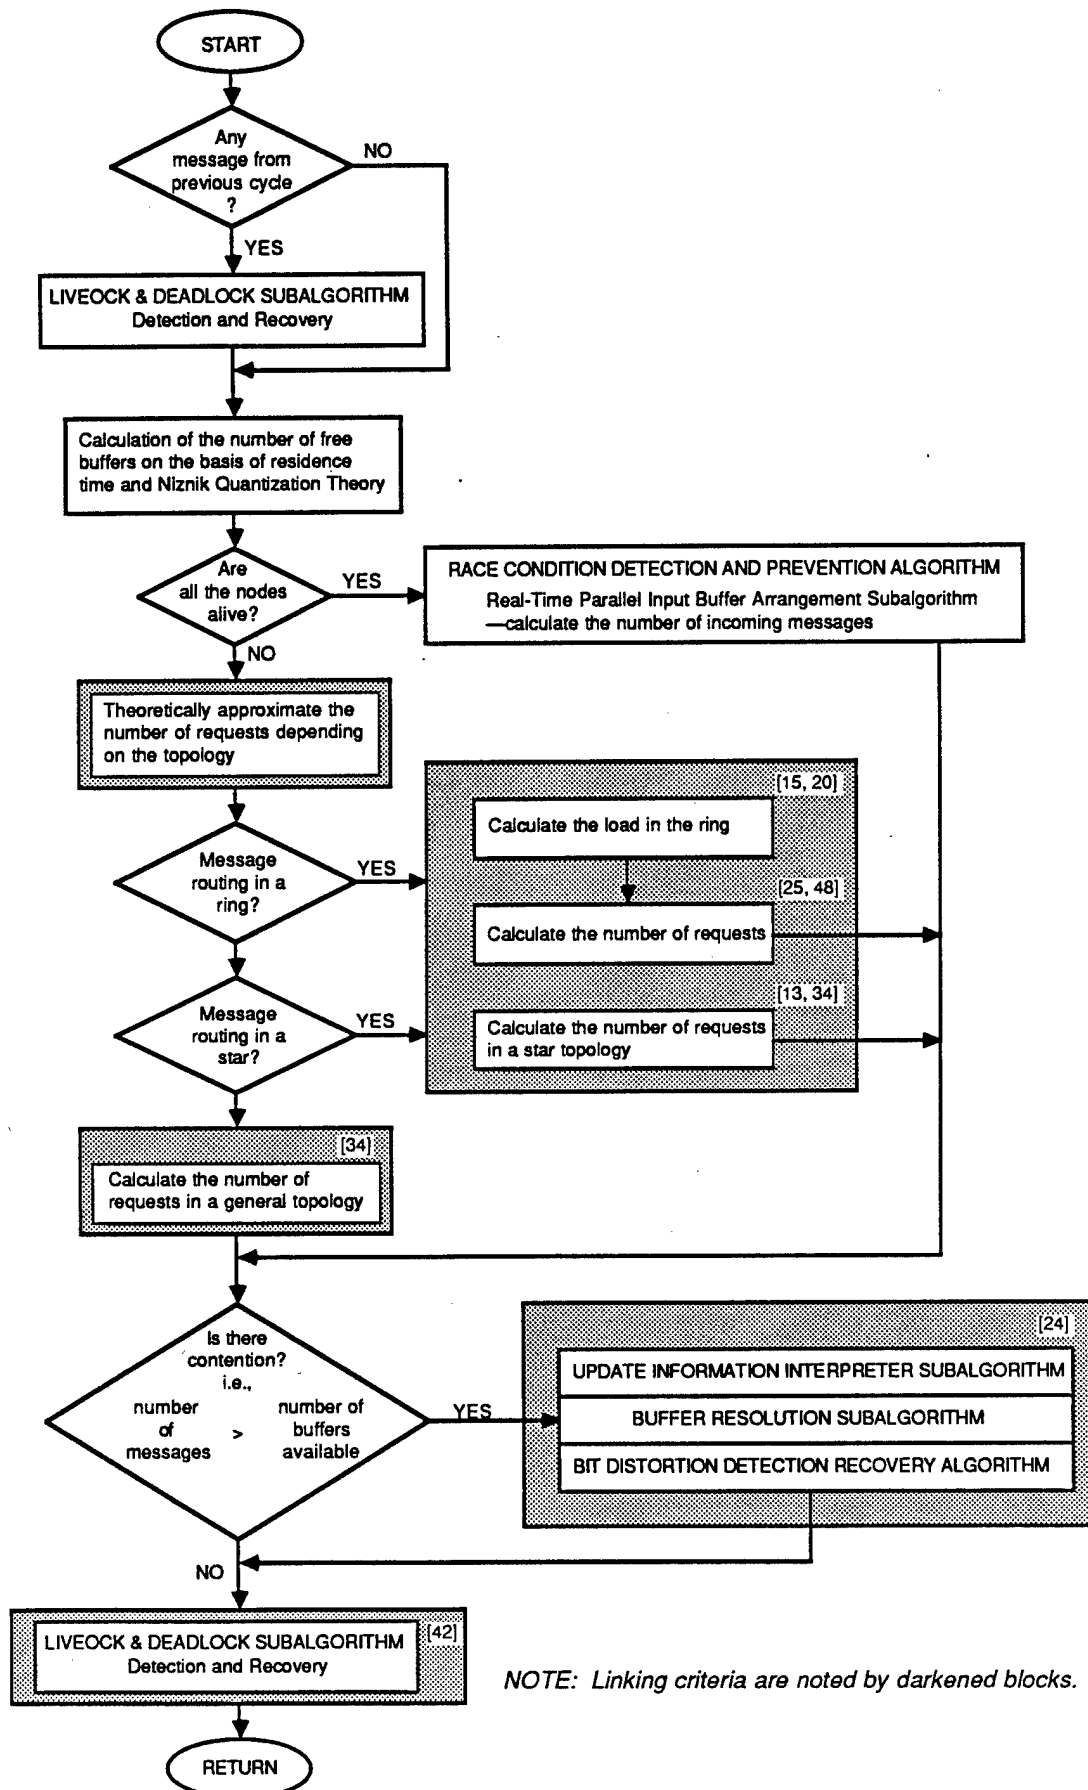 START
Any
message from
previous cycle
?
NO
YES
LIVEOCK & DEADLOCK SUBALGORITHM
Detection and Recovery
Calculation of the number of free
buffers on the basis of residence
time and Niznik Quantization Theory
Are
all the nodes
alive?
YES
NO
RACE CONDITION DETECTION AND PREVENTION ALGORITHM
Real-Time Parallel Input Buffer Arrangement Subalgorithm
—calculate the number of incoming messages
Theoretically approximate the
number of requests depending
on the topology
Message
routing in a
ring?
YES
[15, 20]
Calculate the load in the ring
[25, 48]
Calculate the number of requests
Message
routing in a
star?
YES
[13, 34]
Calculate the number of requests
in a star topology
[34]
Calculate the number of
requests in a general topology
Is there
contention?
i.e.,
number
of
messages
>
number of
buffers
available
YES
NO
[24]
UPDATE INFORMATION INTERPRETER SUBALGORITHM
BUFFER RESOLUTION SUBALGORITHM
BIT DISTORTION DETECTION RECOVERY ALGORITHM
[42]
LIVEOCK & DEADLOCK SUBALGORITHM
Detection and Recovery
NOTE: Linking criteria are noted by darkened blocks.
RETURN